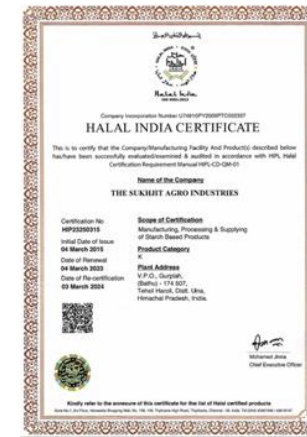 Halal India
Company Incorporation Number
HALAL INDIA CERTIFICATE
This is to certify that the Company/Manufacturing Facility And Product(s) described below
has/have been successfully evaluated/examined & audited in accordance with HIPL Halal
Certification Requirement Manual HIPL-CD-QM-01
Name of the Company
THE SUKHJIT AGRO INDUSTRIES
Certification No
HIP23250315
Initial Date of Issue
04 March 2015
Date of Renewal
04 March 2023
Date of Re-certification
03 March 2024
Scope of Certification
Manufacturing, Processing & Supplying
of Starch Based Products
Product Category
K
Plant Address
V.P.O., Gurplah,
(Bathu) - 174 507,
Tehsil Haroli, Distt. Una,
Himachal Pradesh, India.
Mohamed Jinna
Chief Executive Officer
Kindly refer to the annexure of this certificate for the list of Halal certified products